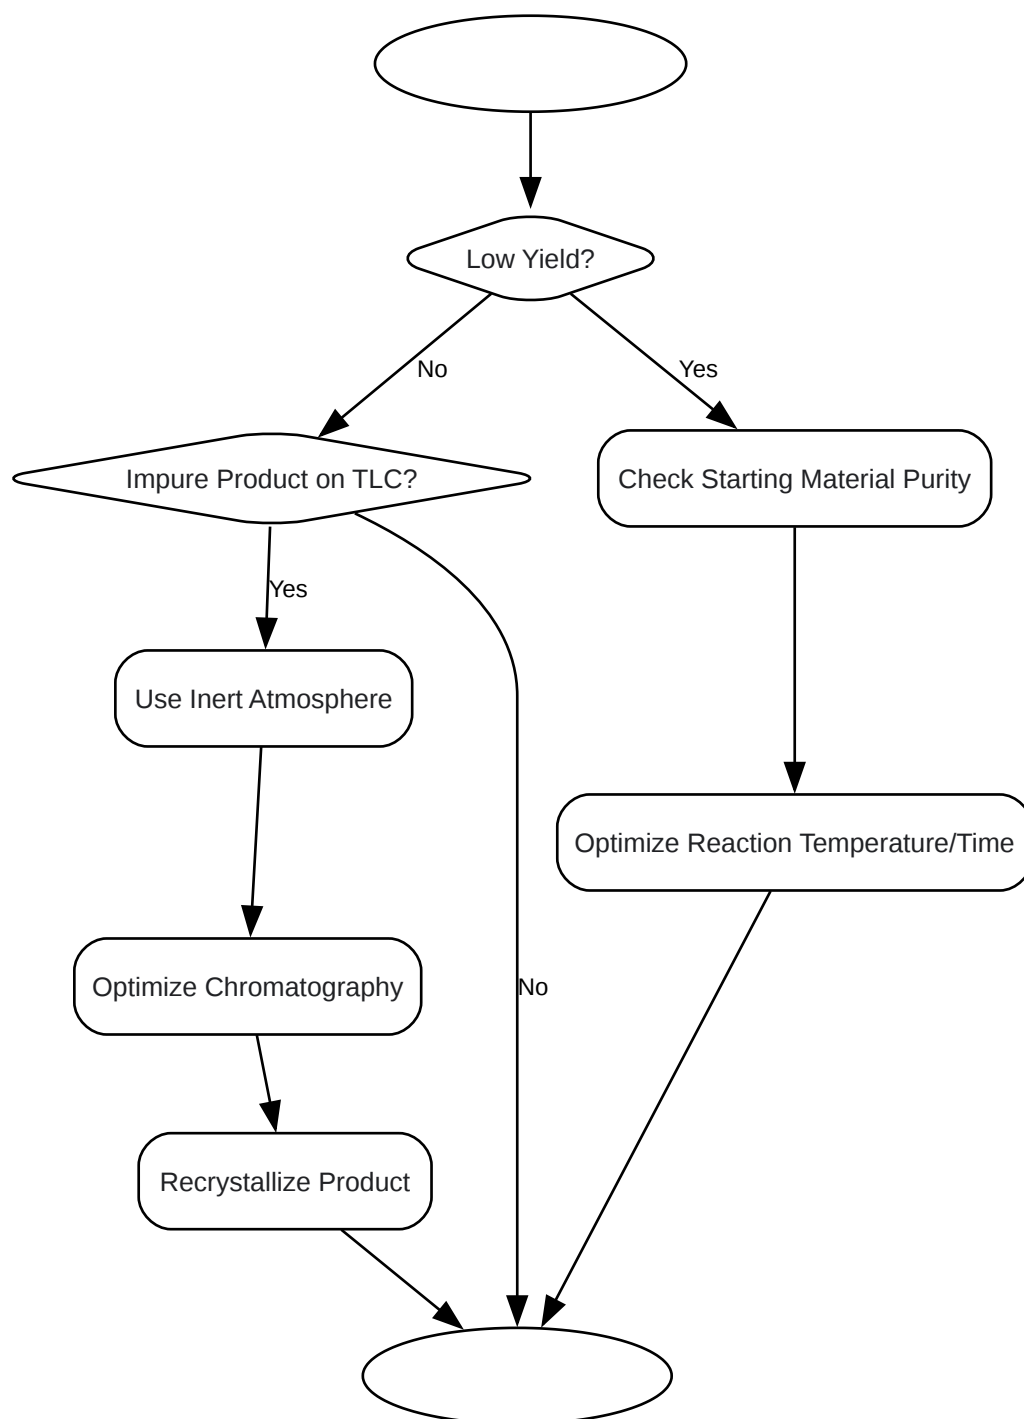 Low Yield?
No
Yes
Impure Product on TLC?
Check Starting Material Purity
Yes
Use Inert Atmosphere
Optimize Reaction Temperature/Time
Optimize Chromatography
No
Recrystallize Product